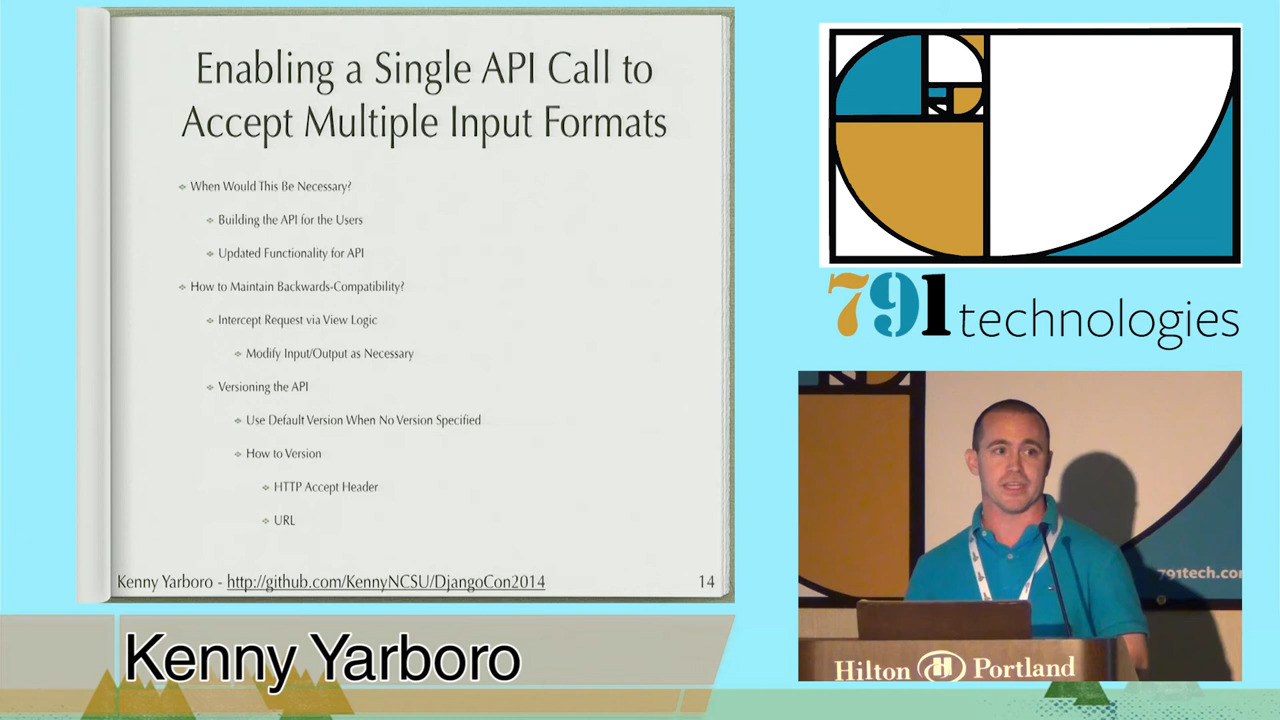 Enabling a Single API Call to
Accept Multiple Input Formats
When Would This Be Necessary?
Building the API for the Users
Updated Functionality for API
How to Maintain Backwards-Compatibility?
Intercept Request via View Logic
Modify Input/Output as Necessary
Versioning the API
Use Default Version When No Version Specified
How to Version
HTTP Accept Header
URL
Kenny Yarboro - http://github.com/KennyNCSU/DjangoCon2014 14
Kenny Yarboro
791 technologies
791tech.com
Hilton H Portland